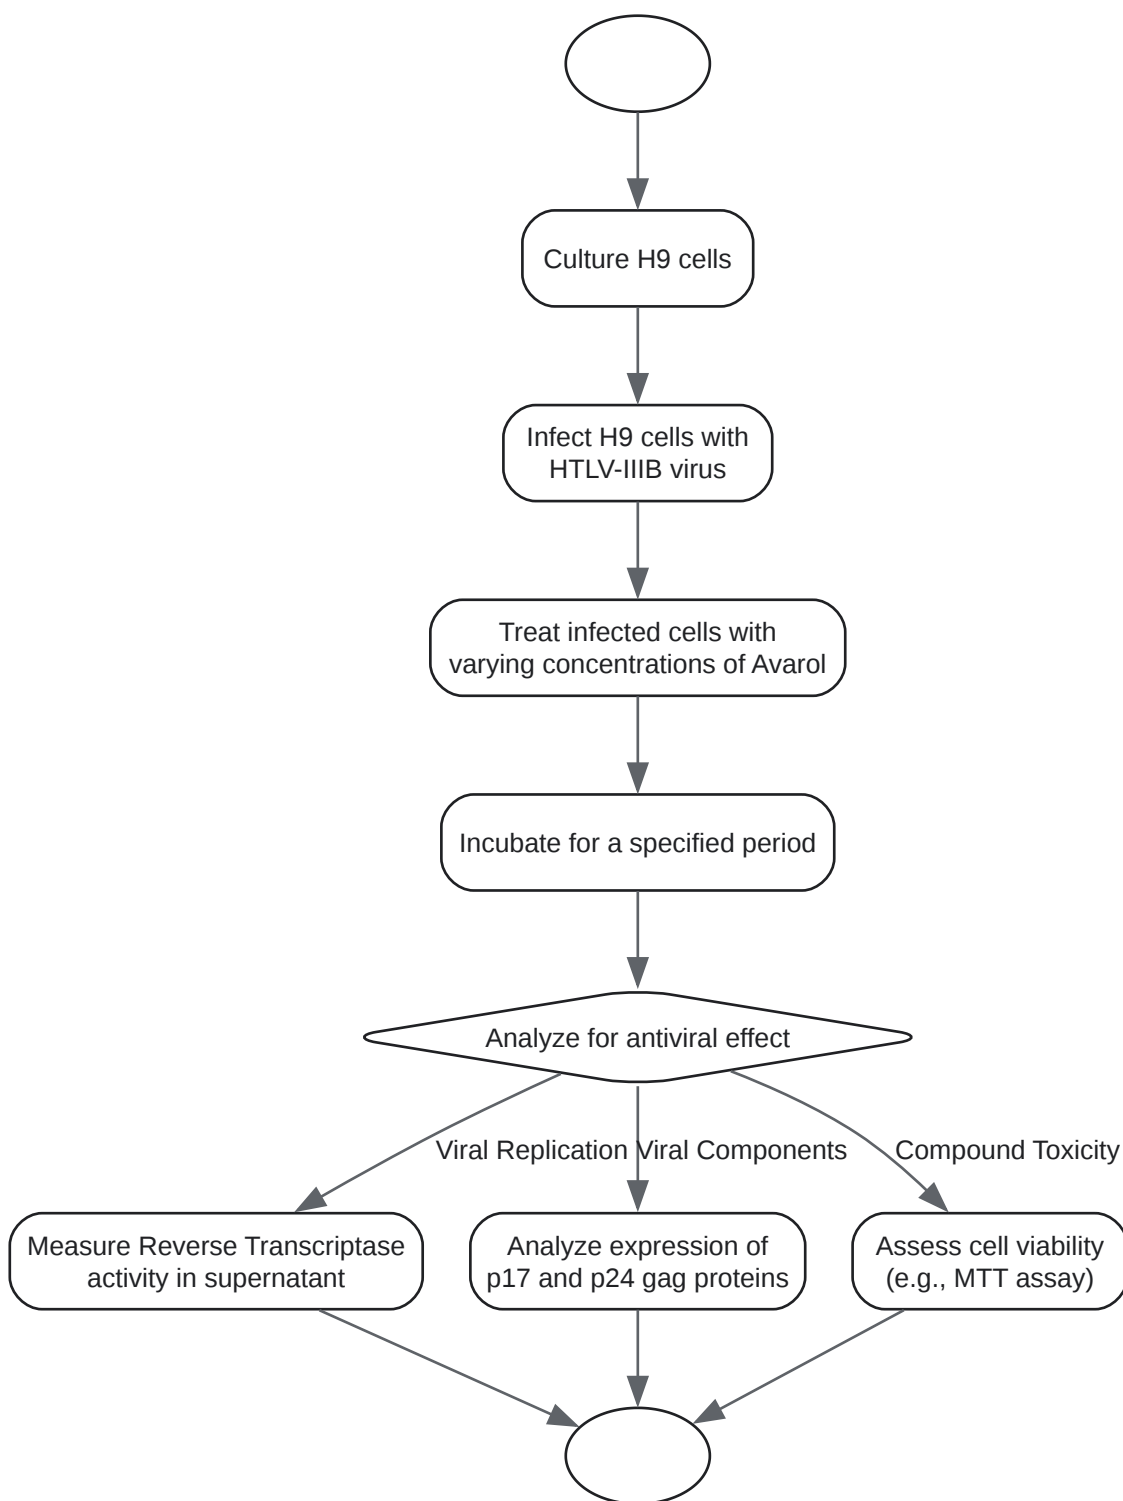 Culture H9 cells
Infect H9 cells with
HTLV-IIIB virus
Treat infected cells with
varying concentrations of Avarol
Incubate for a specified period
Analyze for antiviral effect
Viral Replication
Viral Components
Compound Toxicity
Measure Reverse Transcriptase
activity in supernatant
Analyze expression of
p17 and p24 gag proteins
Assess cell viability
(e.g., MTT assay)